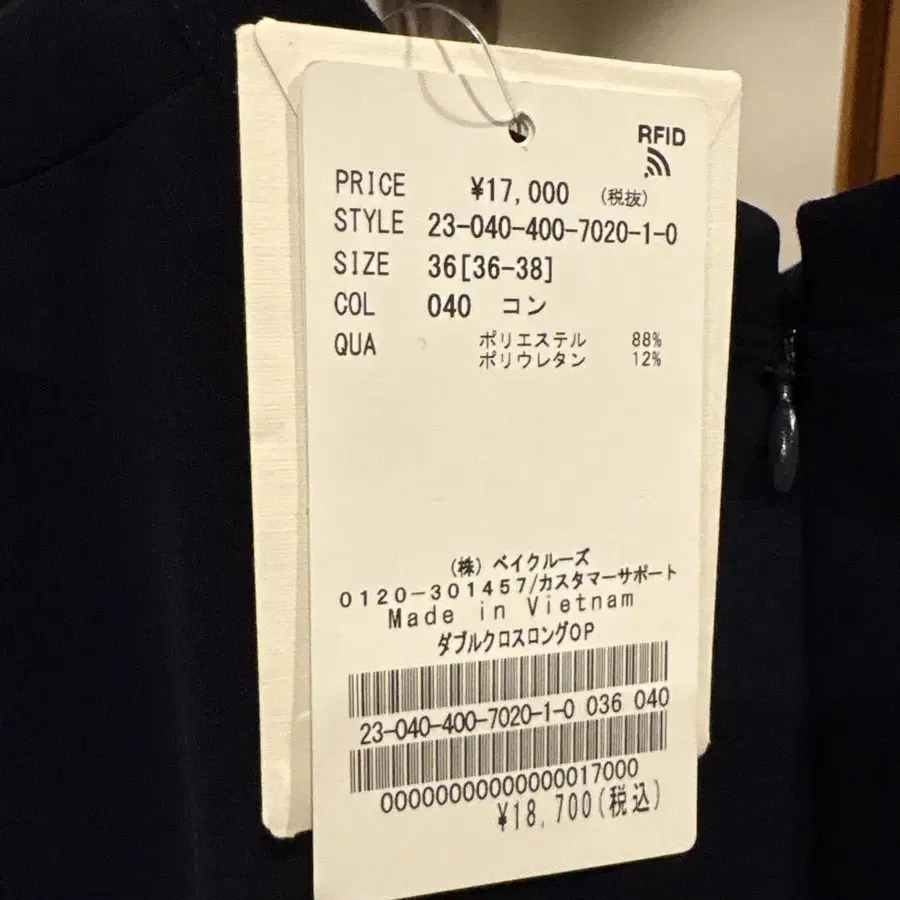 RFID
PRICE ¥17,000 (税抜)
STYLE 23-040-400-7020-1-0
SIZE 36[36-38]
COL 040 コン
QUA ポリエステル 88%
ポリウレタン 12%
(株) ベイクルーズ
0120-301457/カスタマーサポート
Made in Vietnam
ダブルクロスロングOP
23-040-400-7020-1-0 036 040
00000000000000017000
¥18,700(税込)